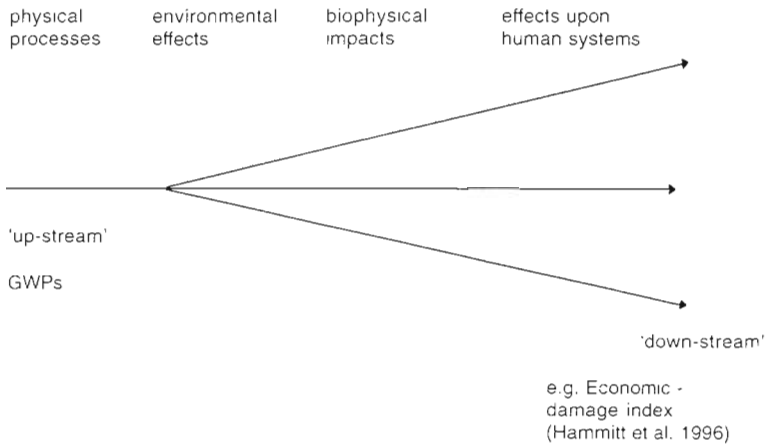 physical
processes
environmental
effects
biophysical
impacts
effects upon
human systems
'up-stream'
GWPs
'down-stream'
e.g. Economic -
damage index
(Hammitt et al. 1996)